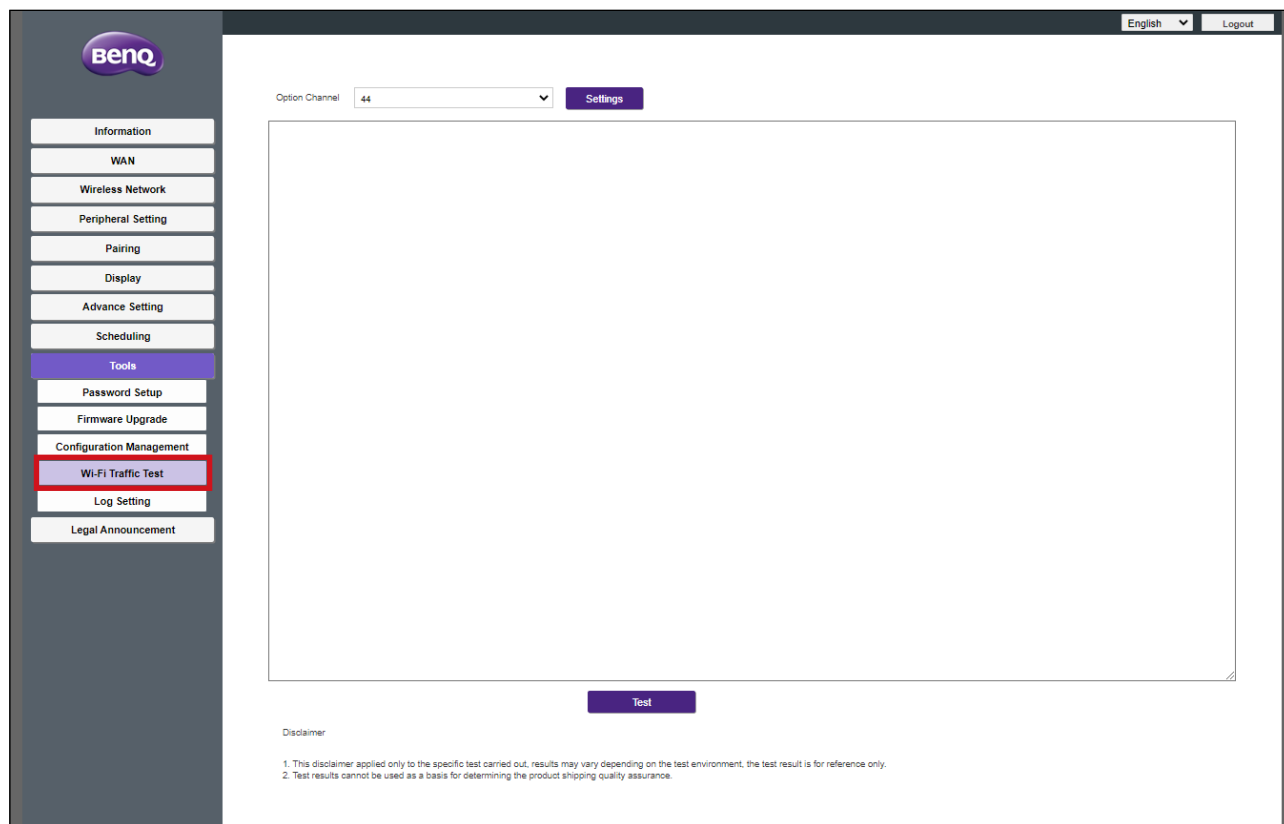 English
Logout
BenQ
Option Channel 44 Settings
Information
WAN
Wireless Network
Peripheral Setting
Pairing
Display
Advance Setting
Scheduling
Tools
Password Setup
Firmware Upgrade
Configuration Management
Wi-Fi Traffic Test
Log Setting
Legal Announcement
Test
Disclaimer
1. This disclaimer applied only to the specific test carried out, results may vary depending on the test environment, the test result is for reference only.
2. Test results cannot be used as a basis for determining the product shipping quality assurance.